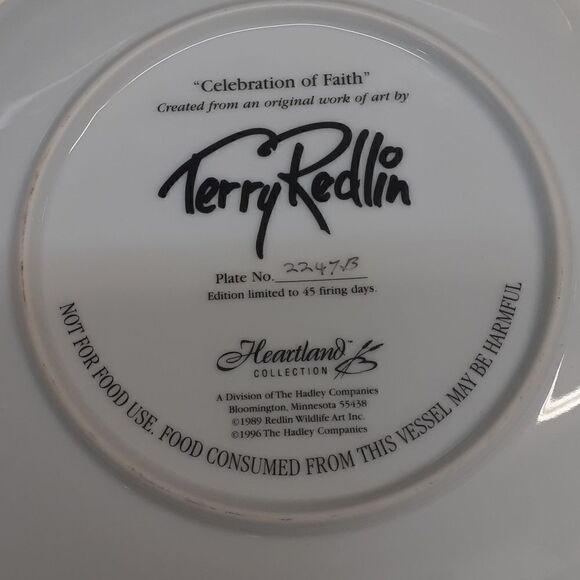 "Celebration of Faith"
Created from an original work of art by
Terry Redlin
Plate No. 2247B
Edition limited to 45 firing days.
Heartland™
COLLECTION
A Division of The Hadley Companies
Bloomington, Minnesota 55438
©1989 Redlin Wildlife Art Inc.
©1996 The Hadley Companies
NOT FOR FOOD USE. FOOD CONSUMED FROM THIS VESSEL MAY BE HARMFUL